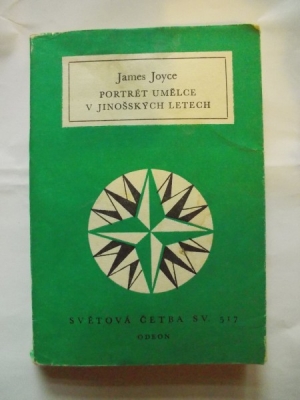 James Joyce
PORTRÉT UMĚLCE
V JINOŠSKÝCH LETECH
SVĚTOVÁ ČETBA SV. 517
ODEON